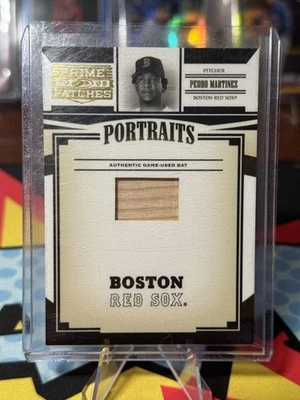 PRIME
PATCHES
PITCHER
PEDRO MARTINEZ
BOSTON RED SOX®
PORTRAITS
AUTHENTIC GAME-USED BAT
BOSTON
RED SOX®